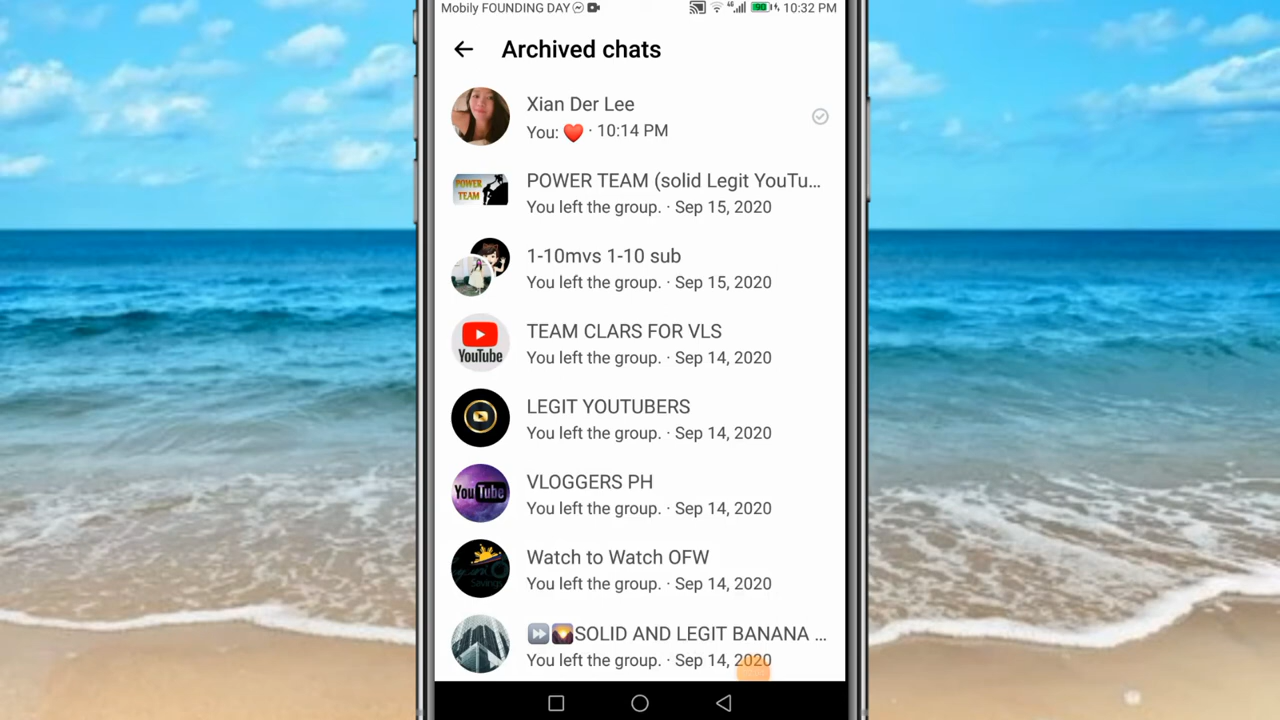 Mobily FOUNDING DAY 4G 90 10:32 PM
Archived chats
Xian Der Lee
You: ❤️ · 10:14 PM
POWER TEAM
POWER TEAM (solid Legit YouTu...
You left the group. · Sep 15, 2020
1-10mvs 1-10 sub
You left the group. · Sep 15, 2020
TEAM CLARS FOR VLS
YouTube
You left the group. · Sep 14, 2020
LEGIT YOUTUBERS
You left the group. · Sep 14, 2020
VLOGGERS PH
YouTube
You left the group. · Sep 14, 2020
Watch to Watch OFW
You left the group. · Sep 14, 2020
⏩🌄SOLID AND LEGIT BANANA ...
You left the group. · Sep 14, 2020